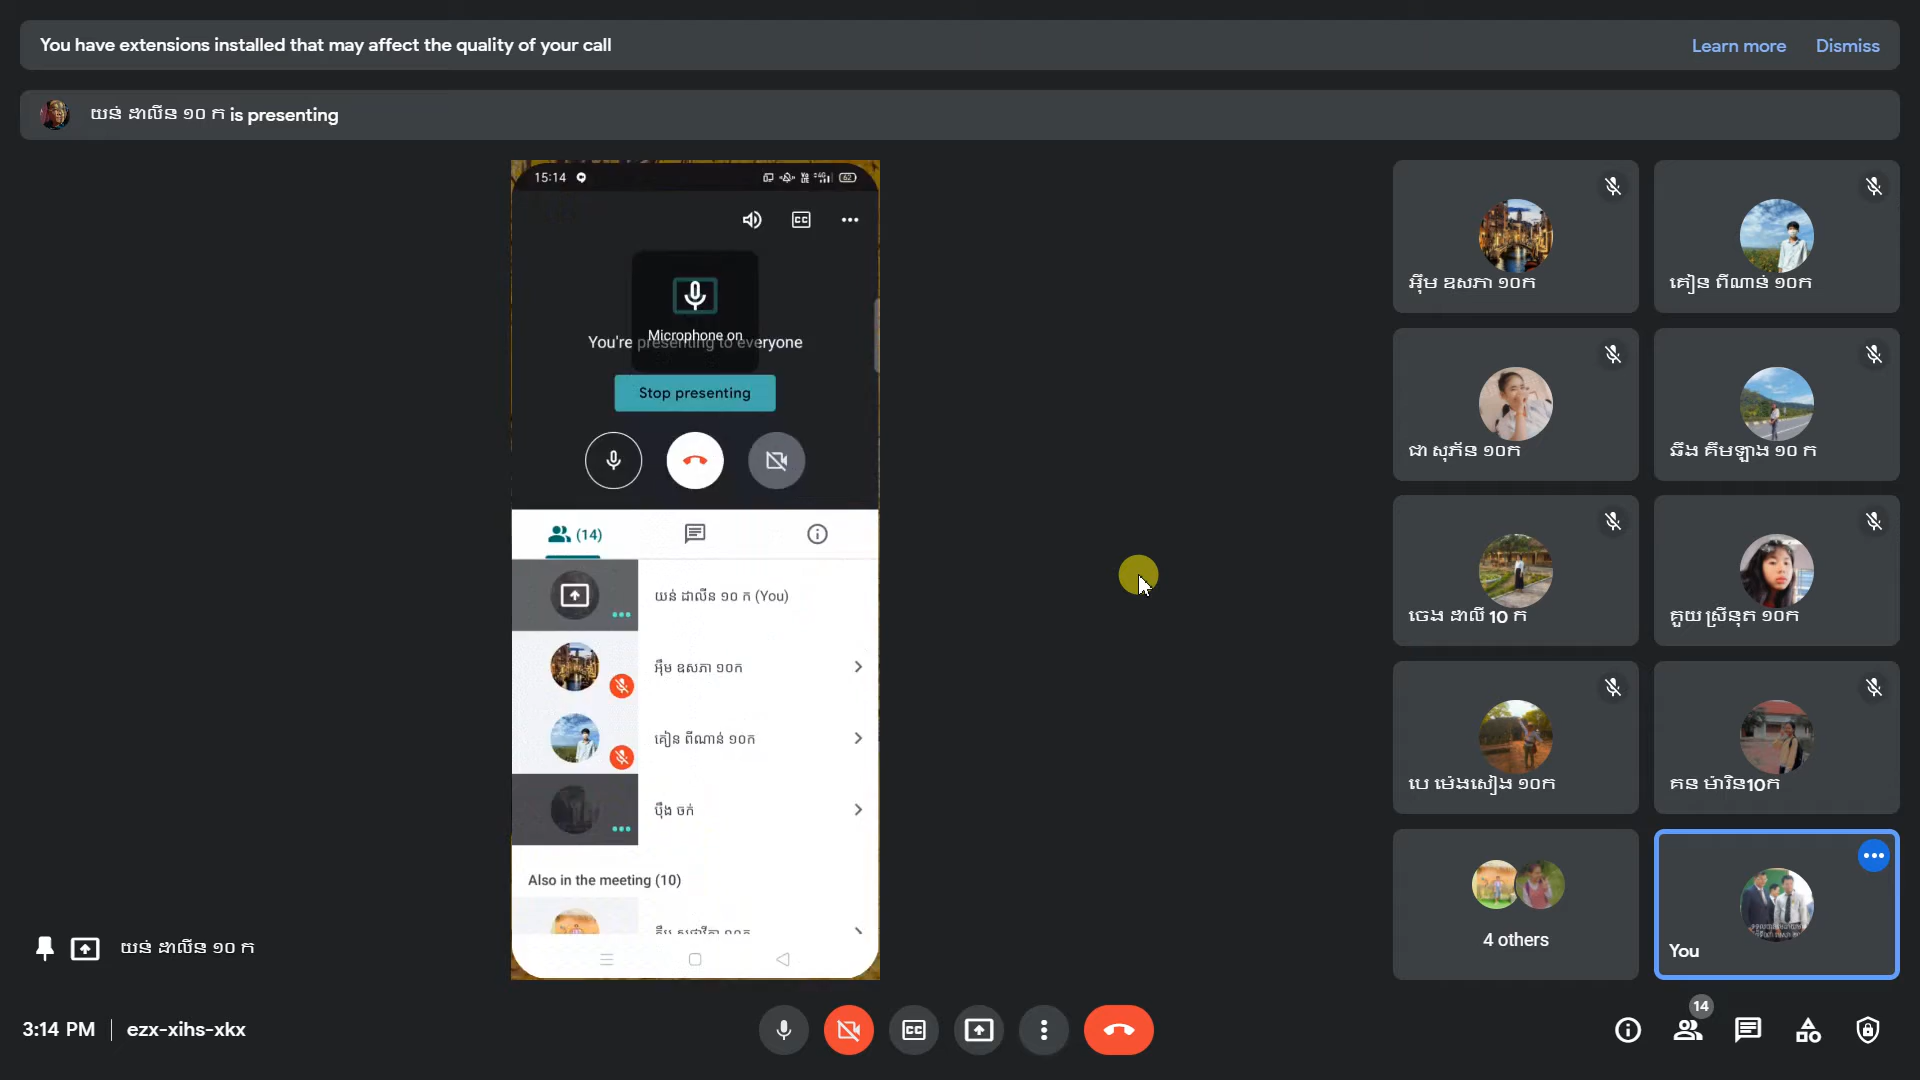 You have extensions installed that may affect the quality of your call
Learn more
Dismiss
យន់ ដាលីន ១០ ក is presenting
15:14
62
Microphone on
You're presenting to everyone
Stop presenting
(14)
យន់ ដាលីន ១០ ក (You)
អ៊ឹម ឧសភា ១០ក
គឿន ពីណាន់ ១០ក
ប៉ឹង ចក់
Also in the meeting (10)
អ៊ឹម ឧសភា ១០ក
គឿន ពីណាន់ ១០ក
ជា សុភ័ន ១០ក
ឆឹង គីមឡាង ១០ ក
ចេង ដាលី 10 ក
គួយ ស្រីនុត ១០ក
បេ ម៉េងសៀង ១០ក
គន ម៉ារិន10ក
4 others
You
យន់ ដាលីន ១០ ក
3:14 PM
ezx-xihs-xkx
14